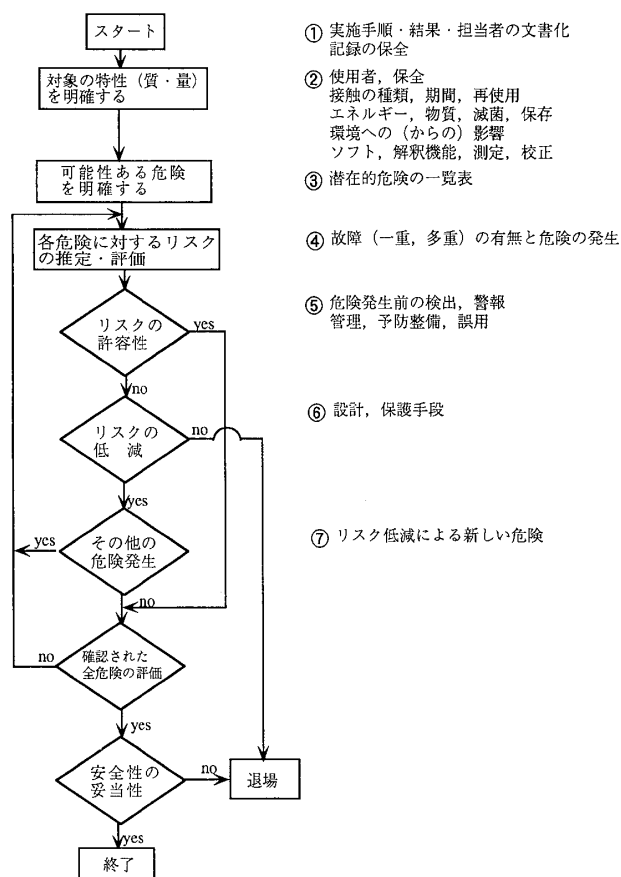 スタート
① 実施手順・結果・担当者の文書化
記録の保全
対象の特性（質・量）
を明確する
② 使用者，保全
接触の種類，期間，再使用
エネルギー，物質，滅菌，保存
環境への（からの）影響
ソフト，解釈機能，測定，校正
可能性ある危険
を明確する
③ 潜在的危険の一覧表
各危険に対するリスク
の推定・評価
④ 故障（一重，多重）の有無と危険の発生
リスクの
許容性
yes
no
⑤ 危険発生前の検出，警報
管理，予防整備，誤用
リスクの
低　減
no
yes
⑥ 設計，保護手段
その他の
危険発生
yes
no
⑦ リスク低減による新しい危険
確認された
全危険の評価
no
yes
安全性の
妥当性
no
退場
yes
終了